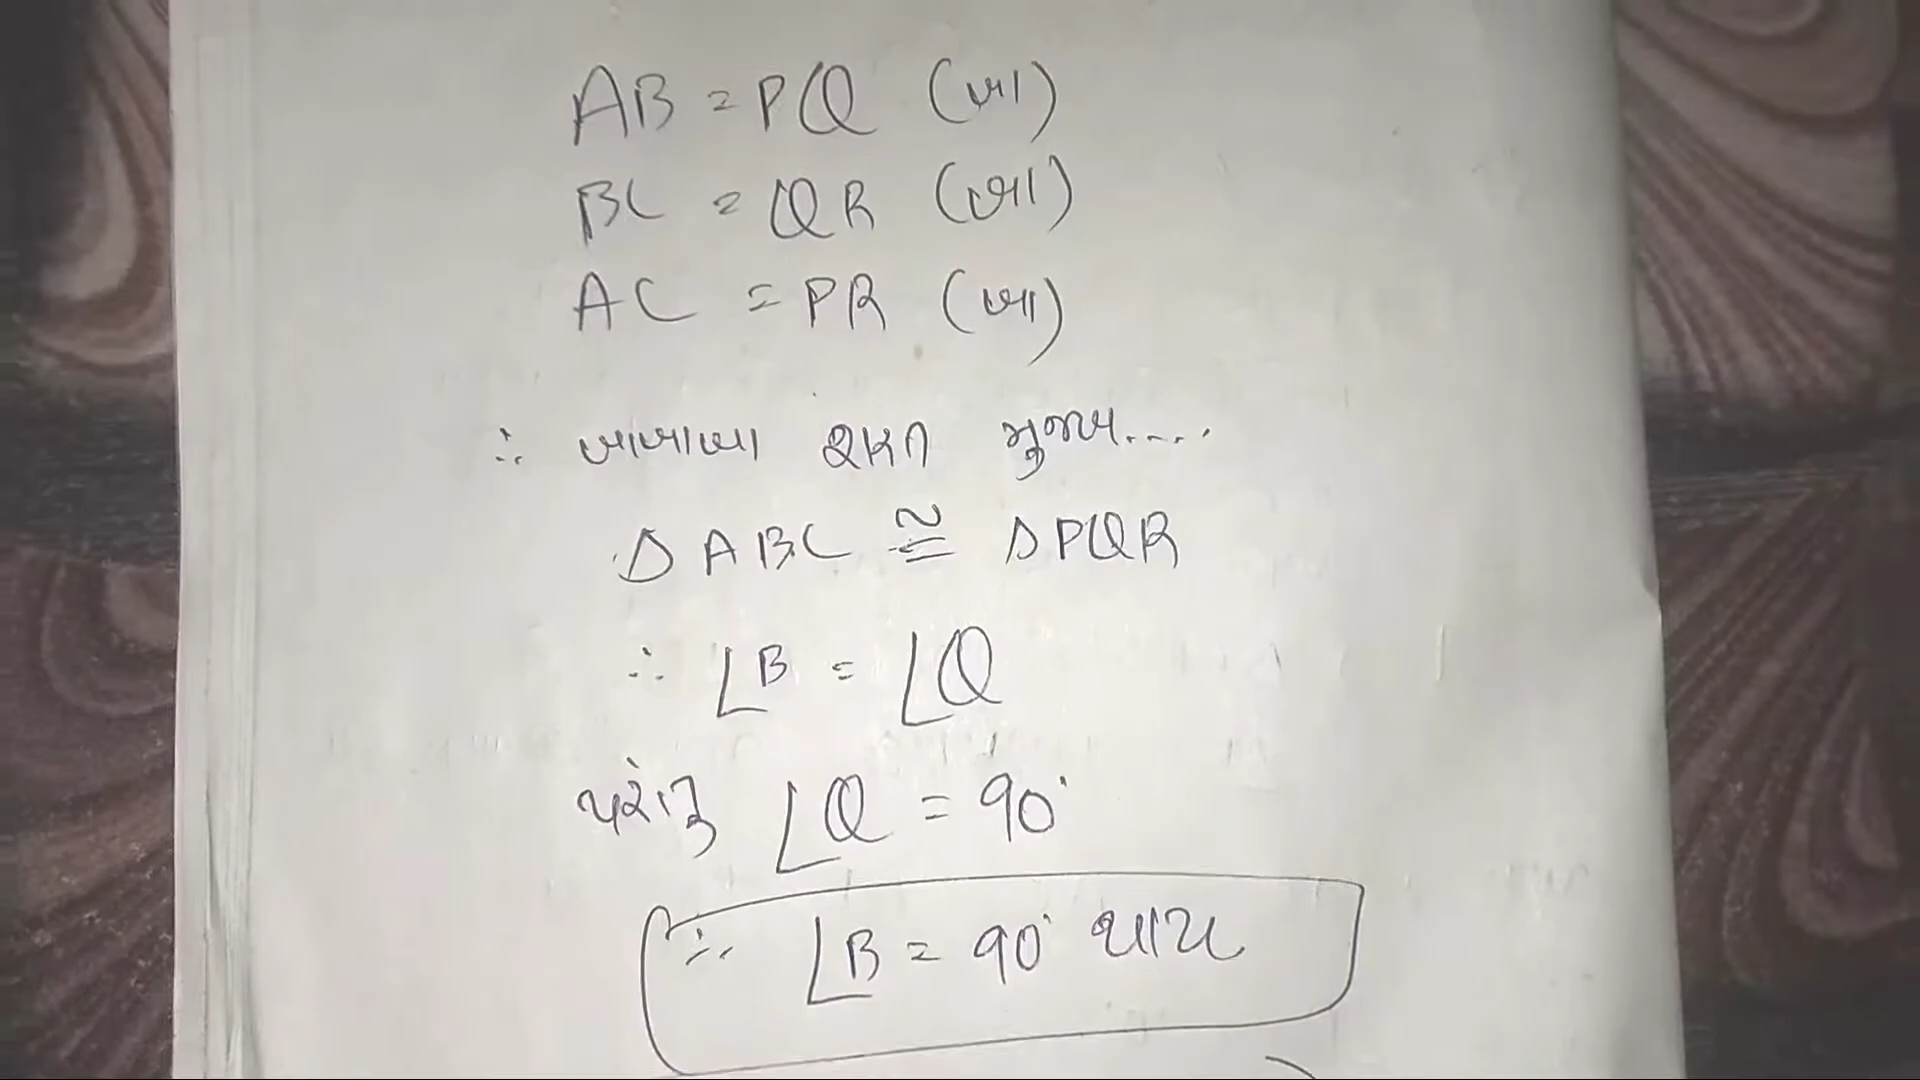 AB = PQ (બા)
BC = QR (બા)
AC = PR (બા)
∴ બાબાબા શરત મુજબ....
Δ ABC ≅ Δ PQR
∴ ∠B = ∠Q
પરંતુ ∠Q = 90°
∴ ∠B = 90° થાય